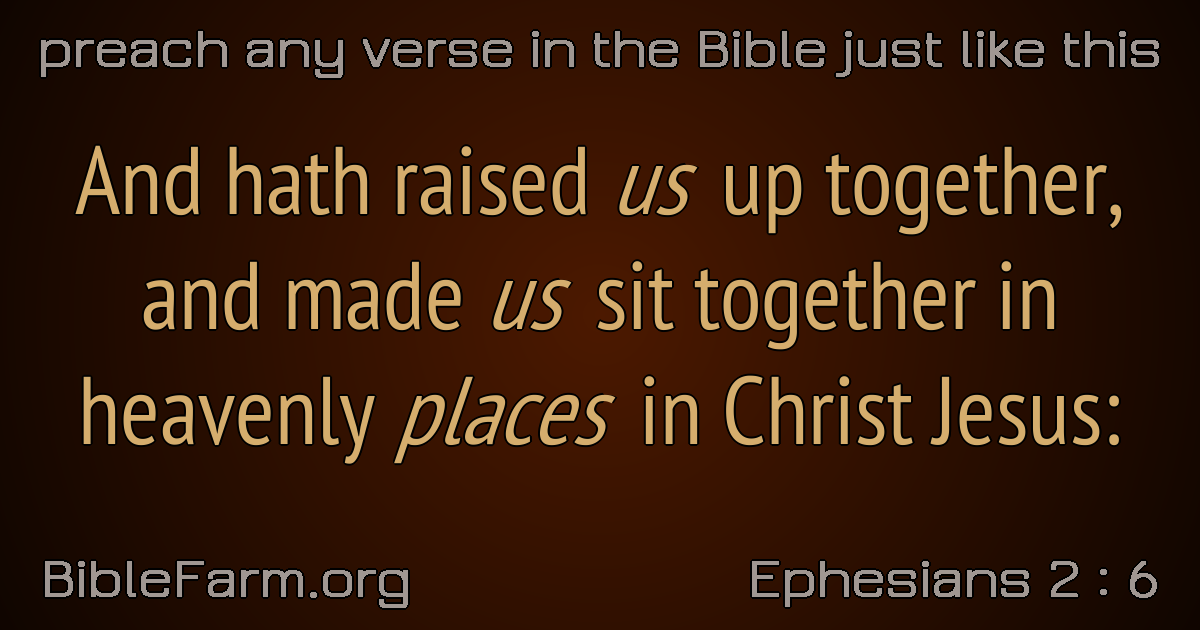 preach any verse in the Bible just like this
And hath raised us up together,
and made us sit together in
heavenly places in Christ Jesus:
BibleFarm.org
Ephesians 2 : 6